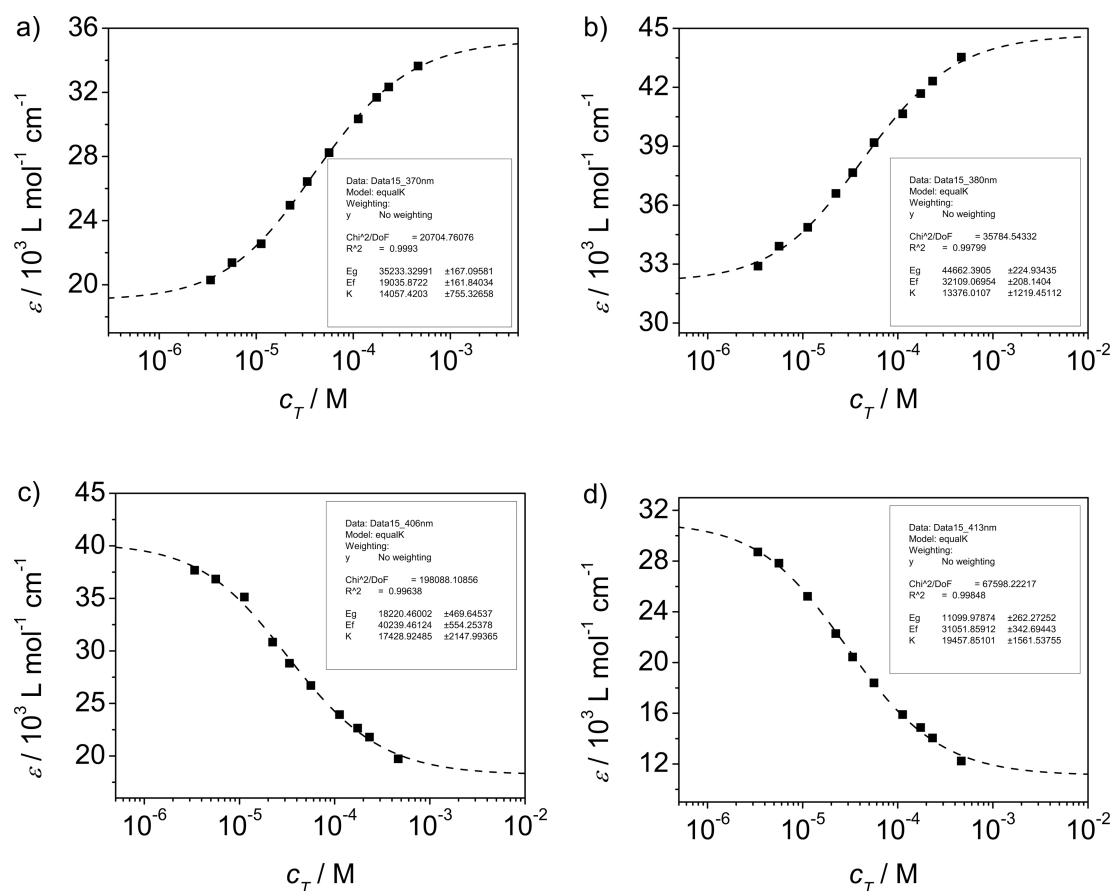 a)
ε / 10³ L mol⁻¹ cm⁻¹
36
32
28
24
20
Data: Data15_370nm
Model: equalK
Weighting:
y No weighting
Chi^2/DoF = 20704.76076
R^2 = 0.9993
Eg 35233.32991 ±167.09581
Ef 19035.8722 ±161.84034
K 14057.4203 ±755.32658
10⁻⁶ 10⁻⁵ 10⁻⁴ 10⁻³
c_T / M
b)
ε / 10³ L mol⁻¹ cm⁻¹
45
42
39
36
33
30
Data: Data15_380nm
Model: equalK
Weighting:
y No weighting
Chi^2/DoF = 35784.54332
R^2 = 0.99799
Eg 44662.3905 ±224.93435
Ef 32109.06954 ±208.1404
K 13376.0107 ±1219.45112
10⁻⁶ 10⁻⁵ 10⁻⁴ 10⁻³ 10⁻²
c_T / M
c)
ε / 10³ L mol⁻¹ cm⁻¹
45
40
35
30
25
20
Data: Data15_406nm
Model: equalK
Weighting:
y No weighting
Chi^2/DoF = 198088.10856
R^2 = 0.99638
Eg 18220.46002 ±469.64537
Ef 40239.46124 ±554.25378
K 17428.92485 ±2147.99365
10⁻⁶ 10⁻⁵ 10⁻⁴ 10⁻³ 10⁻²
c_T / M
d)
ε / 10³ L mol⁻¹ cm⁻¹
32
28
24
20
16
12
Data: Data15_413nm
Model: equalK
Weighting:
y No weighting
Chi^2/DoF = 67598.22217
R^2 = 0.99848
Eg 11099.97874 ±262.27252
Ef 31051.85912 ±342.69443
K 19457.85101 ±1561.53755
10⁻⁶ 10⁻⁵ 10⁻⁴ 10⁻³ 10⁻²
c_T / M